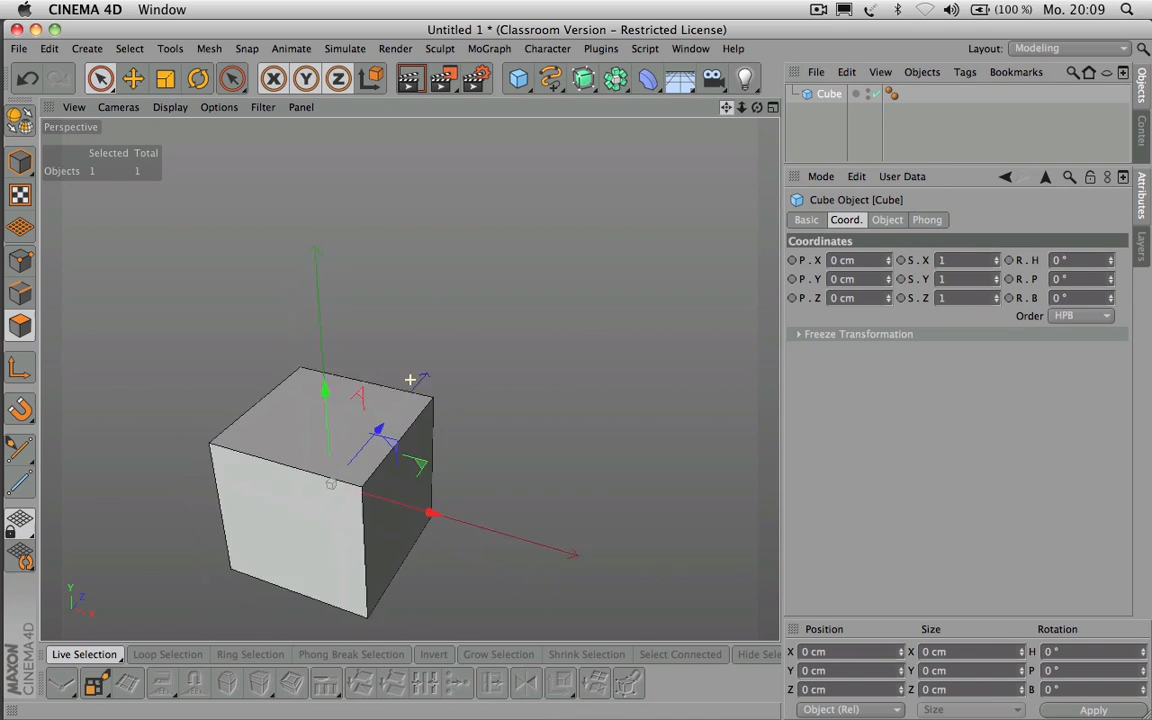 CINEMA 4D Window (100 %) Mo. 20:09
Untitled 1 * (Classroom Version - Restricted License)
File Edit Create Select Tools Mesh Snap Animate Simulate Render Sculpt MoGraph Character Plugins Script Window Help Layout: Modeling
X Y Z
File Edit View Objects Tags Bookmarks
Cube
Objects
Conter
View Cameras Display Options Filter Panel
Perspective
Selected Total
Objects 1 1
Mode Edit User Data
Cube Object [Cube]
Basic Coord. Object Phong
Attributes
Layers
Coordinates
P . X 0 cm S . X 1 R . H 0 °
P . Y 0 cm S . Y 1 R . P 0 °
P . Z 0 cm S . Z 1 R . B 0 °
Order HPB
Freeze Transformation
Y
Z
X
Live Selection Loop Selection Ring Selection Phong Break Selection Invert Grow Selection Shrink Selection Select Connected Hide Sele
Position Size Rotation
X 0 cm X 0 cm H 0 °
Y 0 cm Y 0 cm P 0 °
Z 0 cm Z 0 cm B 0 °
Object (Rel) Size Apply
MAXON
CINEMA 4D